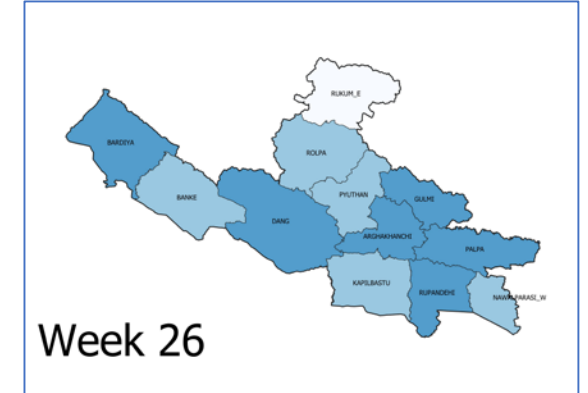 RUKUM_E
BARDIYA
ROLPA
BANKE
PYUTHAN
GULMI
DANG
ARGHAKHANCHI
PALPA
KAPILBASTU
RUPANDEHI
NAWALPARASI_W
Week 26